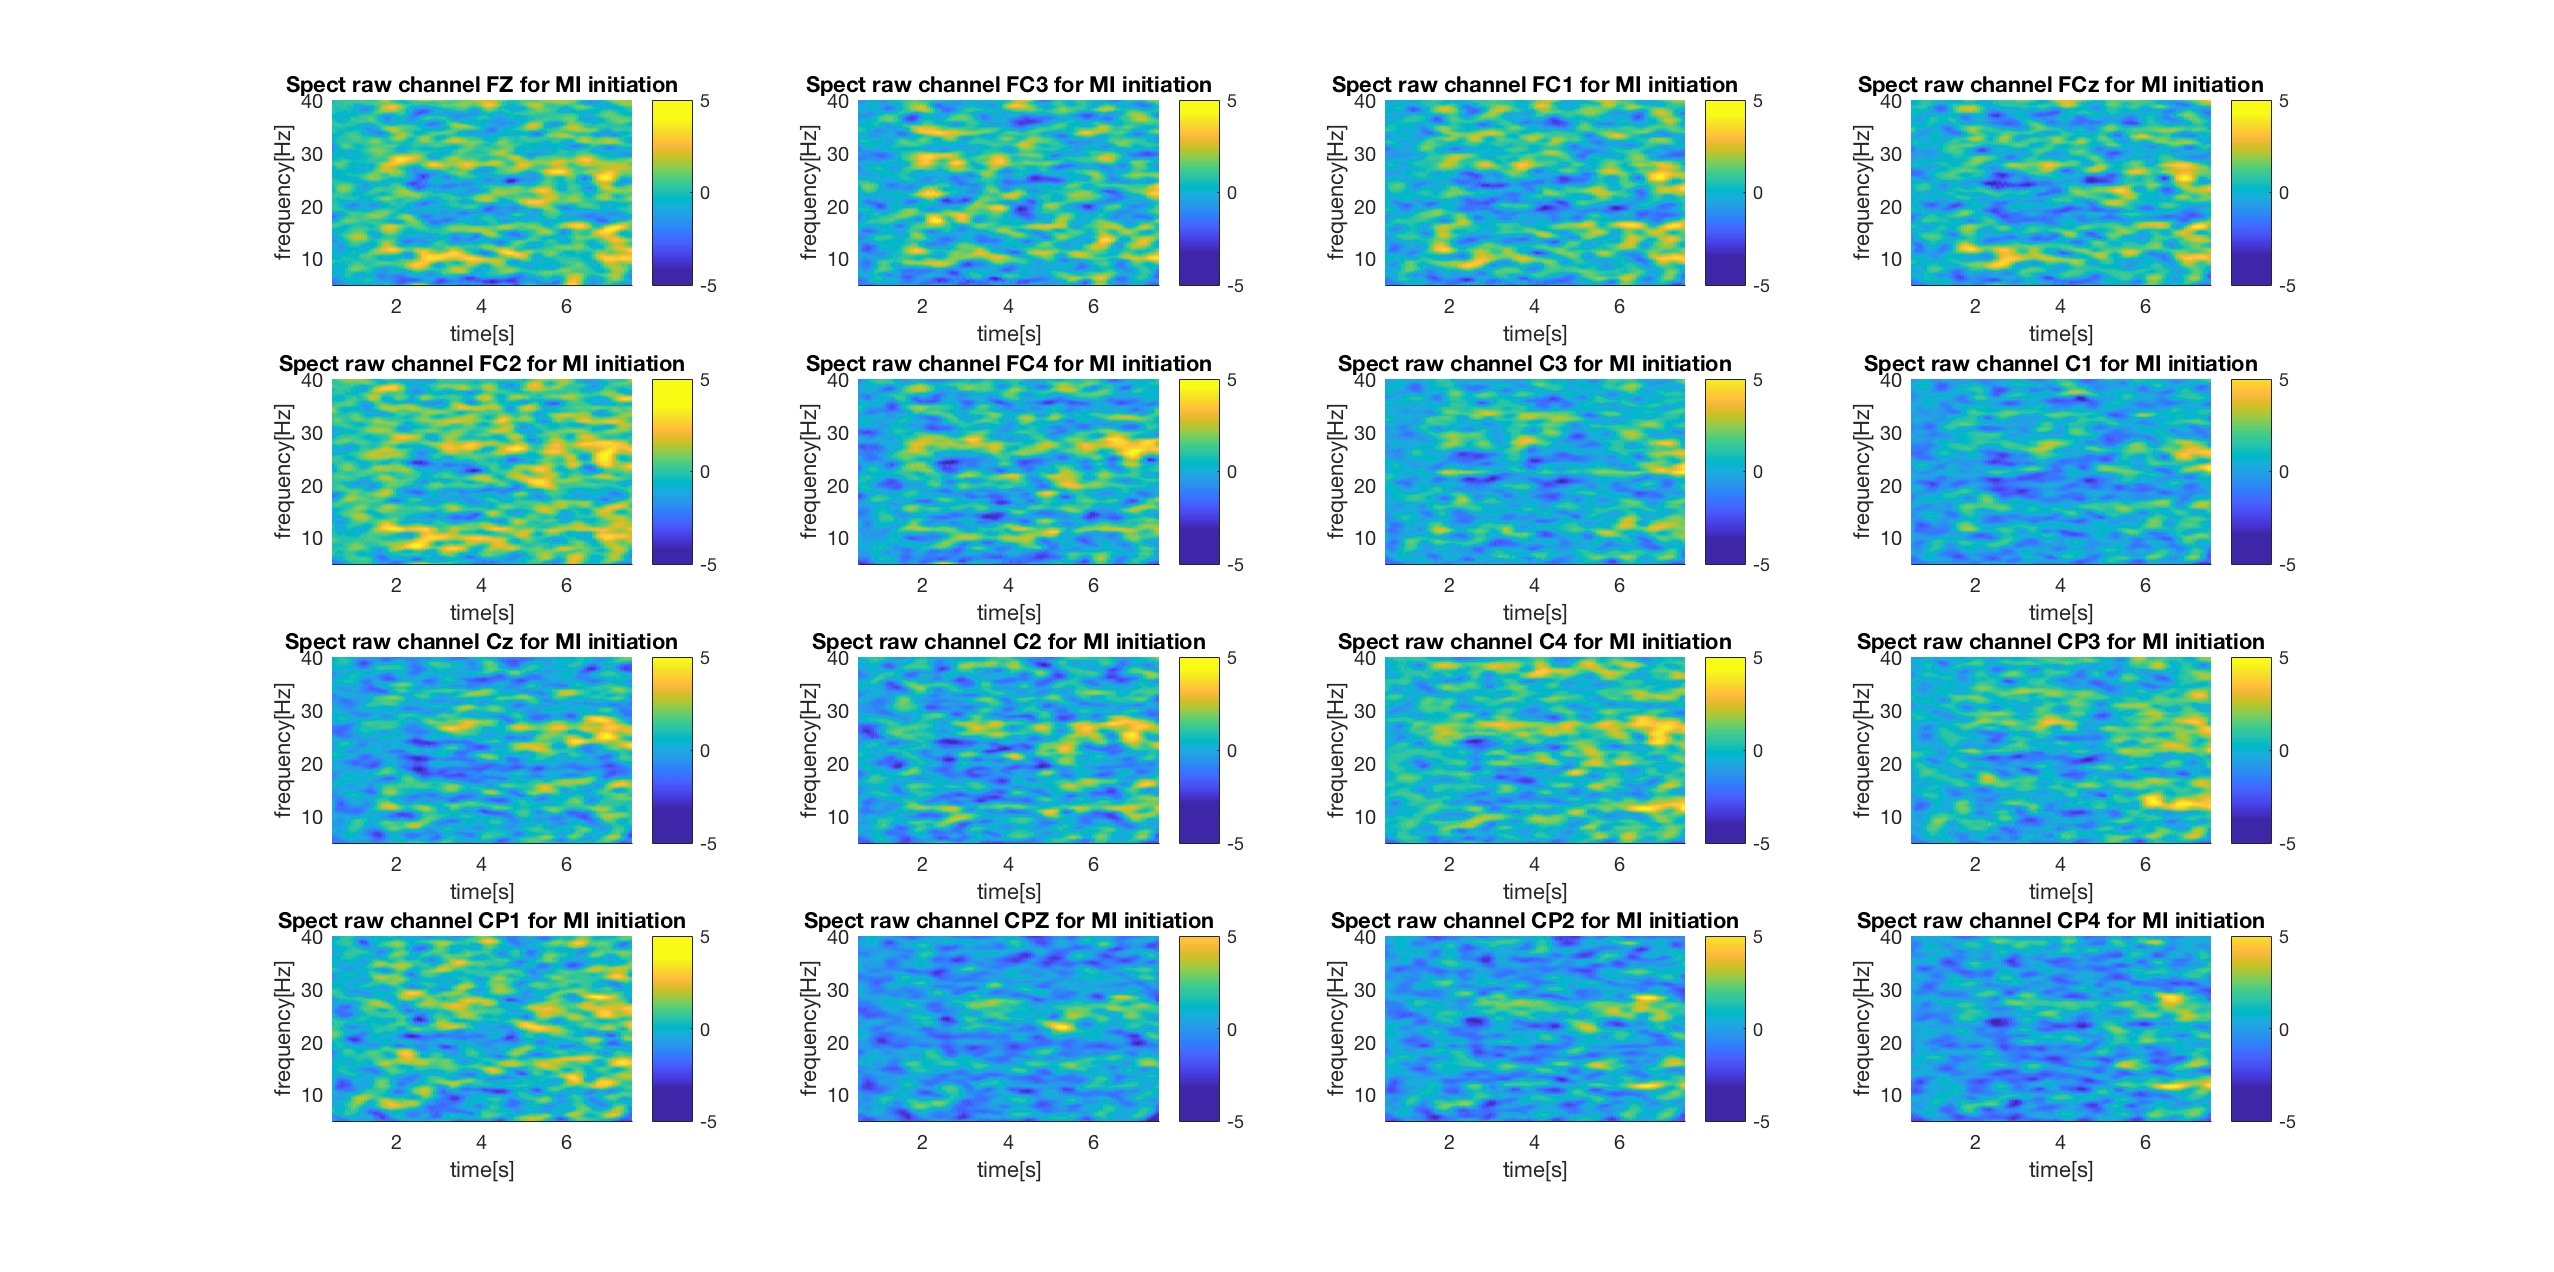 Spect raw channel FZ for MI initiation
frequency[Hz]
40
30
20
10
2 4 6
time[s]
5
0
-5
Spect raw channel FC3 for MI initiation
frequency[Hz]
40
30
20
10
2 4 6
time[s]
5
0
-5
Spect raw channel FC1 for MI initiation
frequency[Hz]
40
30
20
10
2 4 6
time[s]
5
0
-5
Spect raw channel FCz for MI initiation
frequency[Hz]
40
30
20
10
2 4 6
time[s]
5
0
-5
Spect raw channel FC2 for MI initiation
frequency[Hz]
40
30
20
10
2 4 6
time[s]
5
0
-5
Spect raw channel FC4 for MI initiation
frequency[Hz]
40
30
20
10
2 4 6
time[s]
5
0
-5
Spect raw channel C3 for MI initiation
frequency[Hz]
40
30
20
10
2 4 6
time[s]
5
0
-5
Spect raw channel C1 for MI initiation
frequency[Hz]
40
30
20
10
2 4 6
time[s]
5
0
-5
Spect raw channel Cz for MI initiation
frequency[Hz]
40
30
20
10
2 4 6
time[s]
5
0
-5
Spect raw channel C2 for MI initiation
frequency[Hz]
40
30
20
10
2 4 6
time[s]
5
0
-5
Spect raw channel C4 for MI initiation
frequency[Hz]
40
30
20
10
2 4 6
time[s]
5
0
-5
Spect raw channel CP3 for MI initiation
frequency[Hz]
40
30
20
10
2 4 6
time[s]
5
0
-5
Spect raw channel CP1 for MI initiation
frequency[Hz]
40
30
20
10
2 4 6
time[s]
5
0
-5
Spect raw channel CPZ for MI initiation
frequency[Hz]
40
30
20
10
2 4 6
time[s]
5
0
-5
Spect raw channel CP2 for MI initiation
frequency[Hz]
40
30
20
10
2 4 6
time[s]
5
0
-5
Spect raw channel CP4 for MI initiation
frequency[Hz]
40
30
20
10
2 4 6
time[s]
5
0
-5